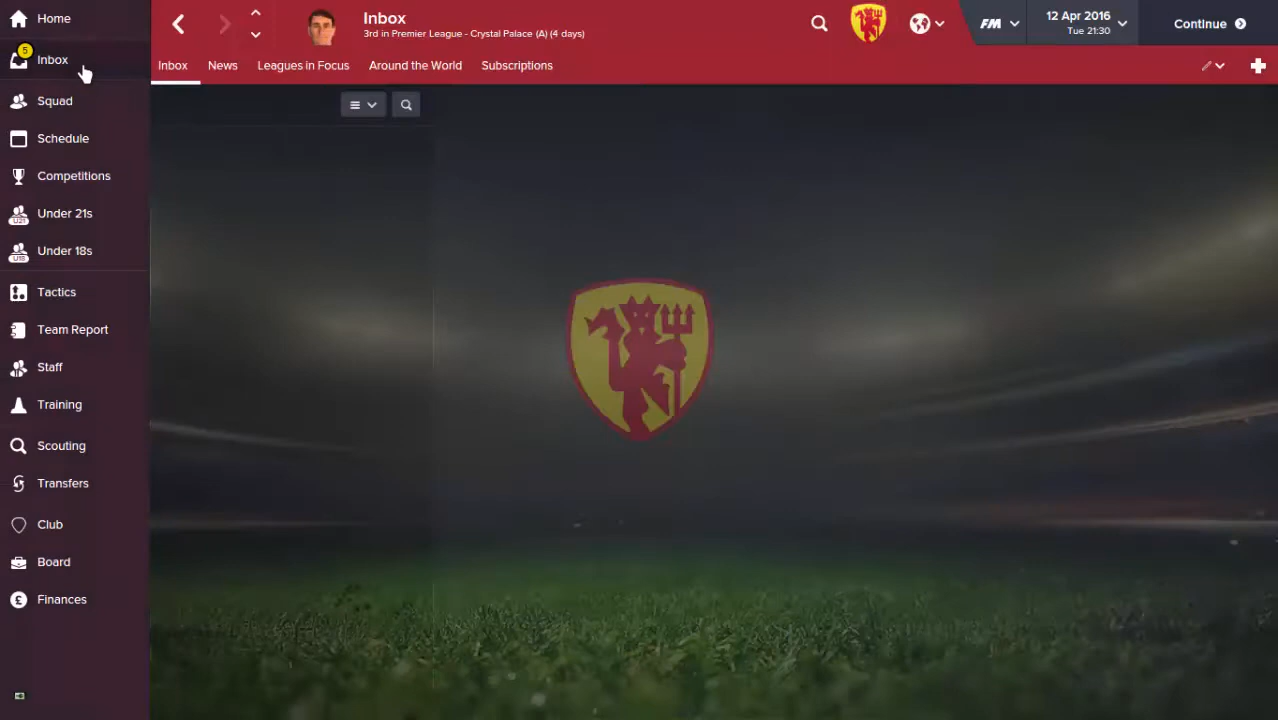 Home
5
Inbox
Squad
Schedule
Competitions
Under 21s
Under 18s
Tactics
Team Report
Staff
Training
Scouting
Transfers
Club
Board
Finances
Inbox
3rd in Premier League - Crystal Palace (A) (4 days)
FM
12 Apr 2016
Tue 21:30
Continue
Inbox
News
Leagues in Focus
Around the World
Subscriptions
U21
U18